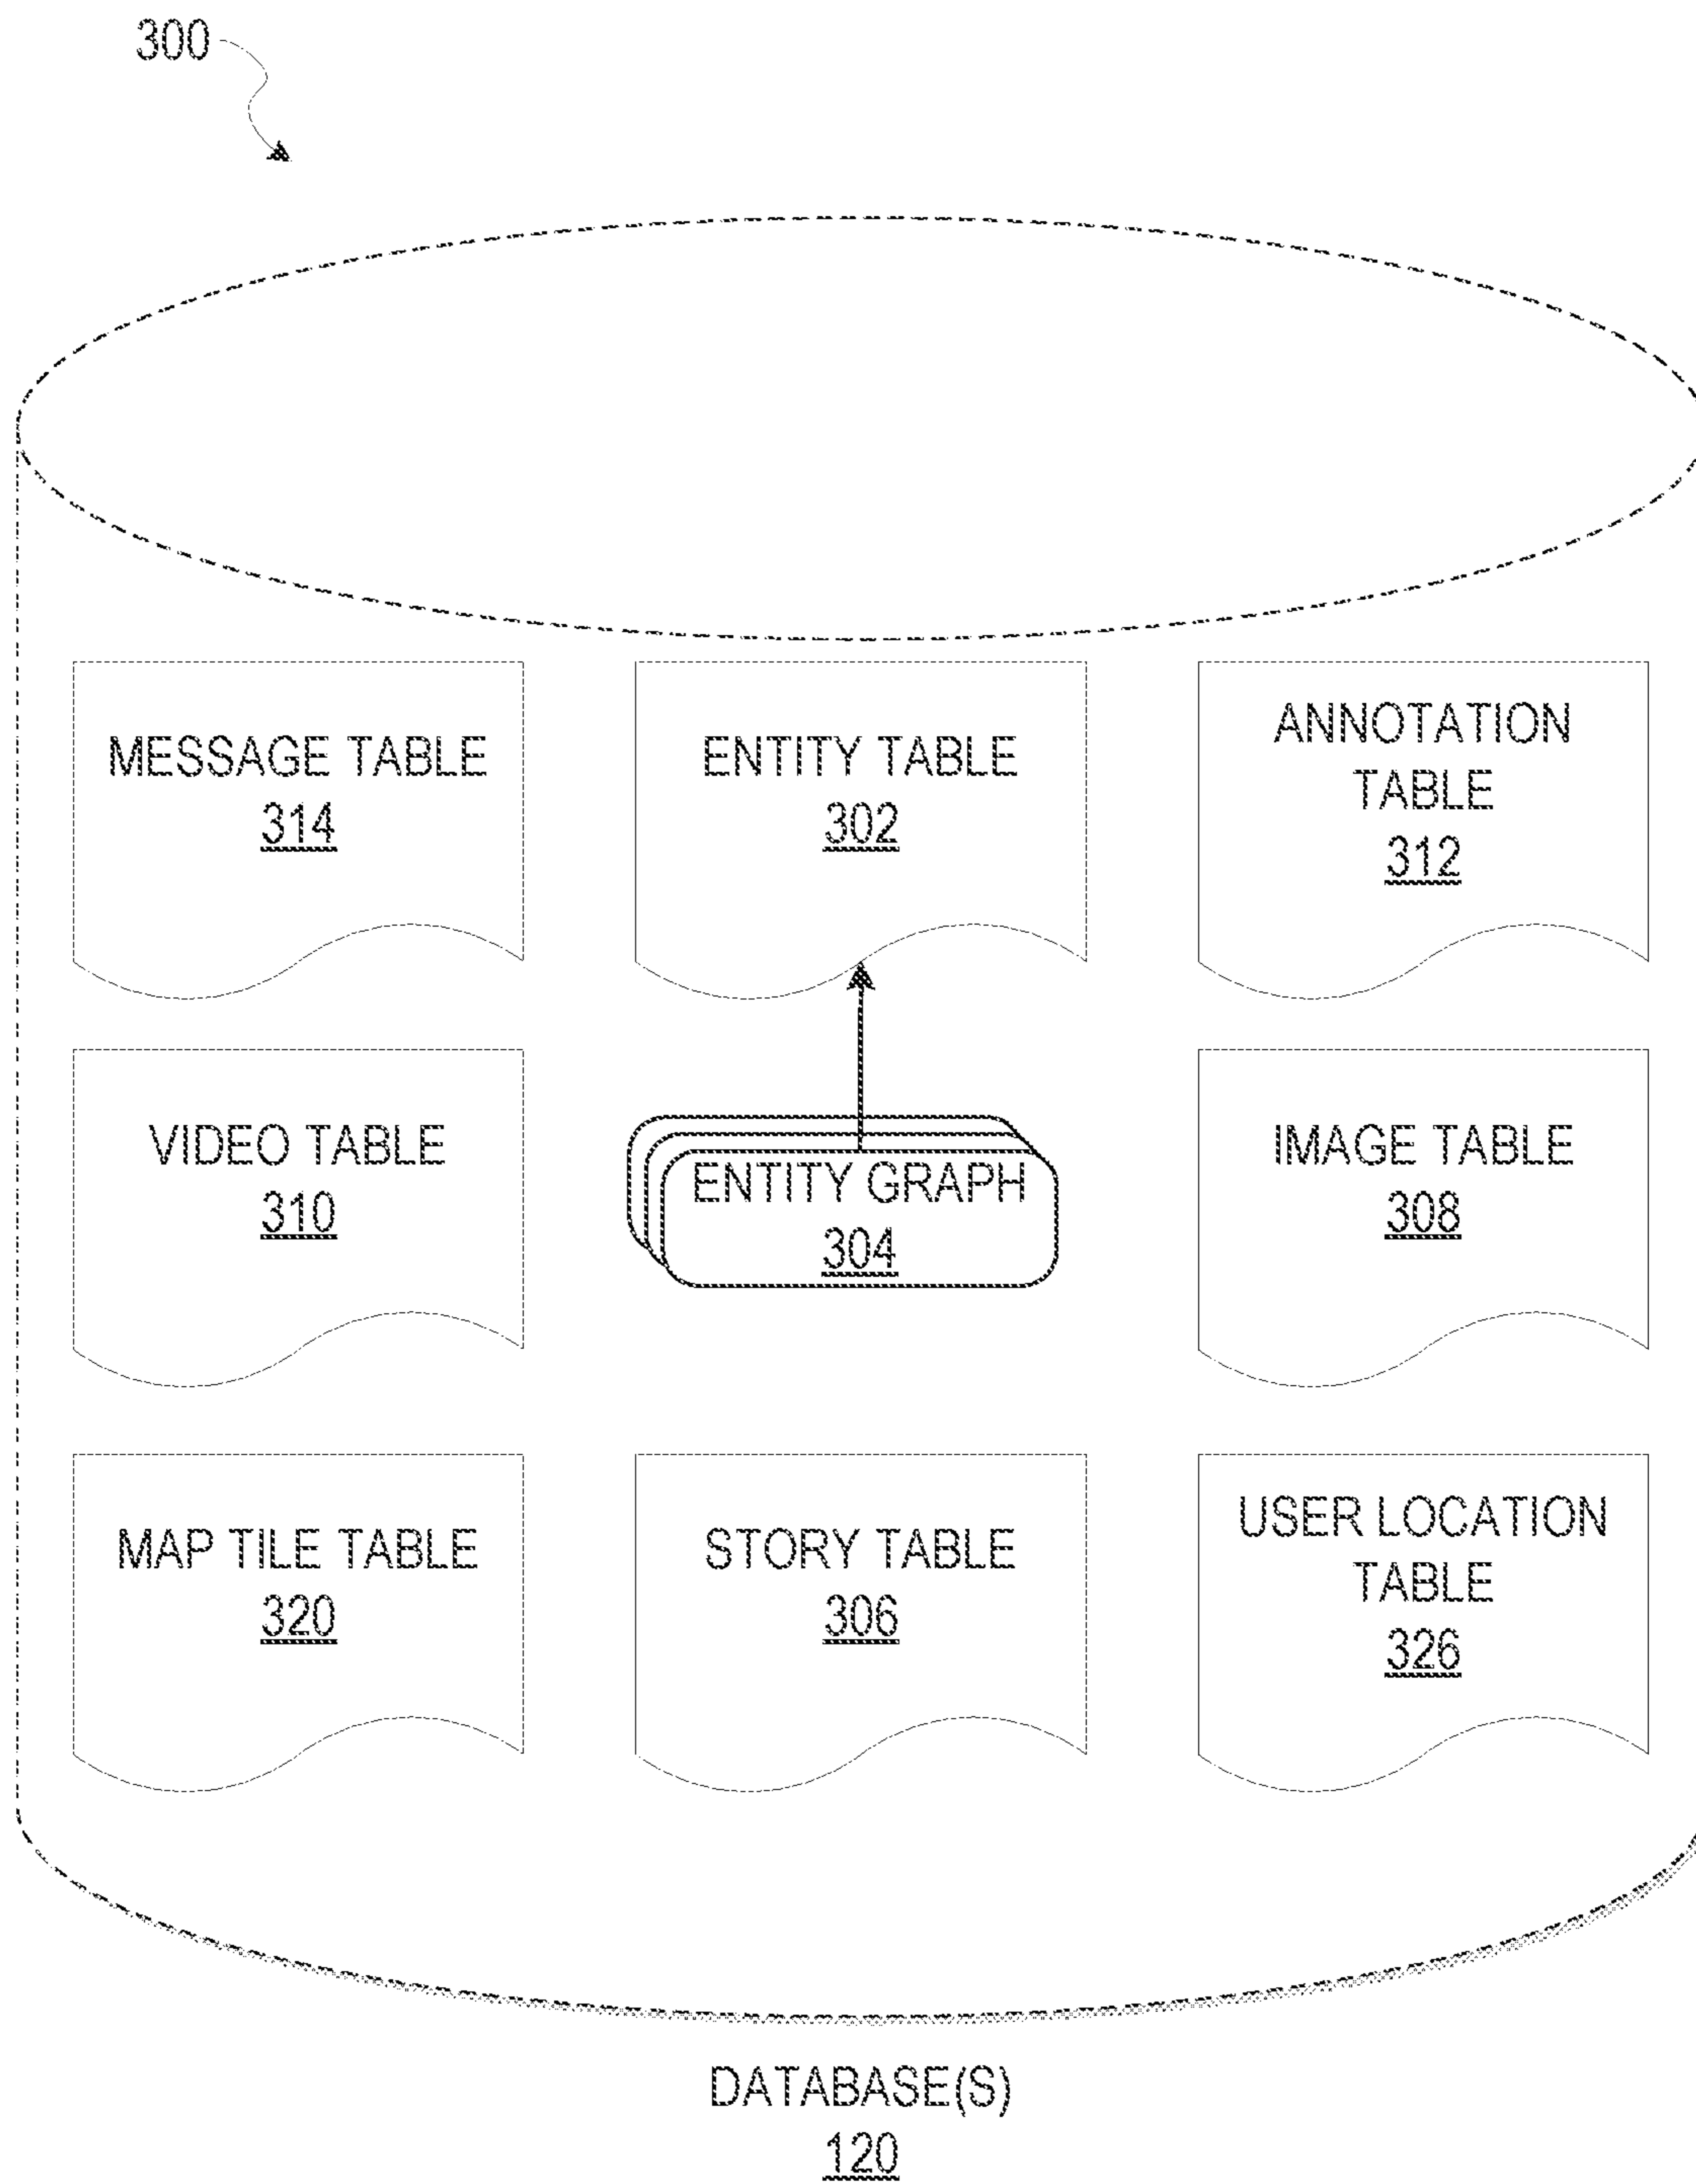 300
MESSAGE TABLE
314
ENTITY TABLE
302
ANNOTATION
TABLE
312
VIDEO TABLE
310
ENTITY GRAPH
304
IMAGE TABLE
308
MAP TILE TABLE
320
STORY TABLE
306
USER LOCATION
TABLE
326
DATABASE(S)
120